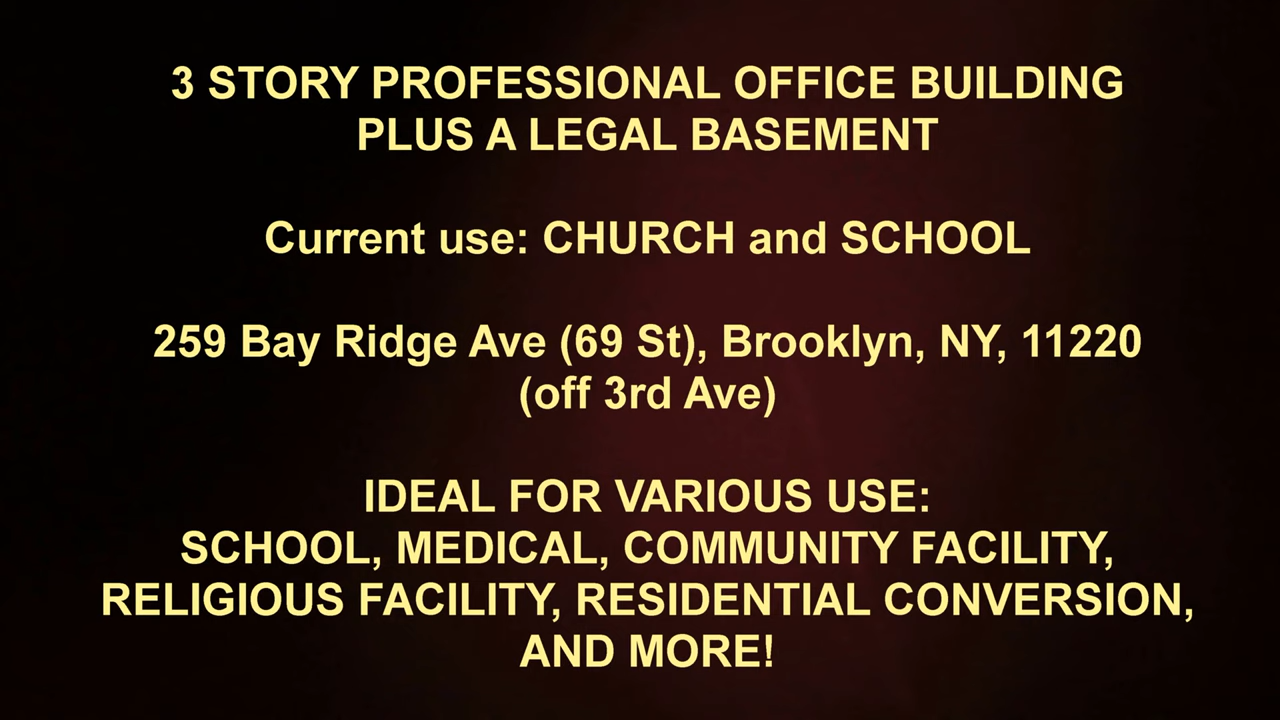 3 STORY PROFESSIONAL OFFICE BUILDING
PLUS A LEGAL BASEMENT
Current use: CHURCH and SCHOOL
259 Bay Ridge Ave (69 St), Brooklyn, NY, 11220
(off 3rd Ave)
IDEAL FOR VARIOUS USE:
SCHOOL, MEDICAL, COMMUNITY FACILITY,
RELIGIOUS FACILITY, RESIDENTIAL CONVERSION,
AND MORE!